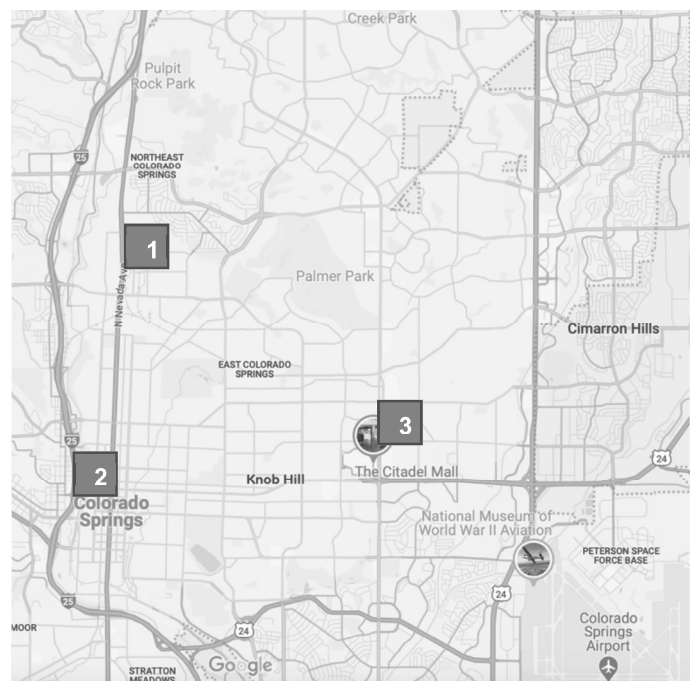 Creek Park
Pulpit
Rock Park
25
NORTHEAST
COLORADO
SPRINGS
1
N Nevada Ave
Palmer Park
Cimarron Hills
EAST COLORADO
SPRINGS
3
25
24
2
The Citadel Mall
Knob Hill
Colorado
Springs
National Museum of
World War II Aviation
PETERSON SPACE
FORCE BASE
24
25
Colorado
Springs
Airport
MOOR
24
Google
STRATTON
MEADOWS